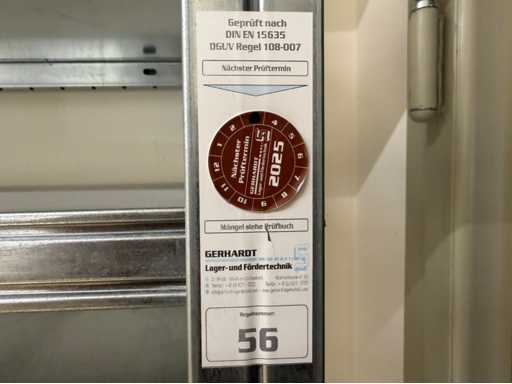 Geprüft nach
DIN EN 15635
DGUV Regel 108-007
Nächster Prüftermin
1 2 4 5 6 7 8 9 10 11 12
Nächster
Prüftermin
GERHARDT
2025
Mängel siehe Prüfbuch
GERHARDT
Lager- und Fördertechnik
56